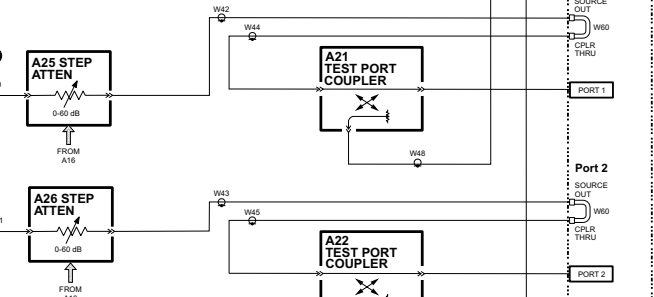 SOURCE
OUT
W42
W44
W60
CPLR
THRU
A25 STEP
ATTEN
0-60 dB
FROM
A16
A21
TEST PORT
COUPLER
PORT 1
W48
Port 2
SOURCE
OUT
W43
W45
W60
CPLR
THRU
A26 STEP
ATTEN
0-60 dB
FROM
A22
TEST PORT
COUPLER
PORT 2